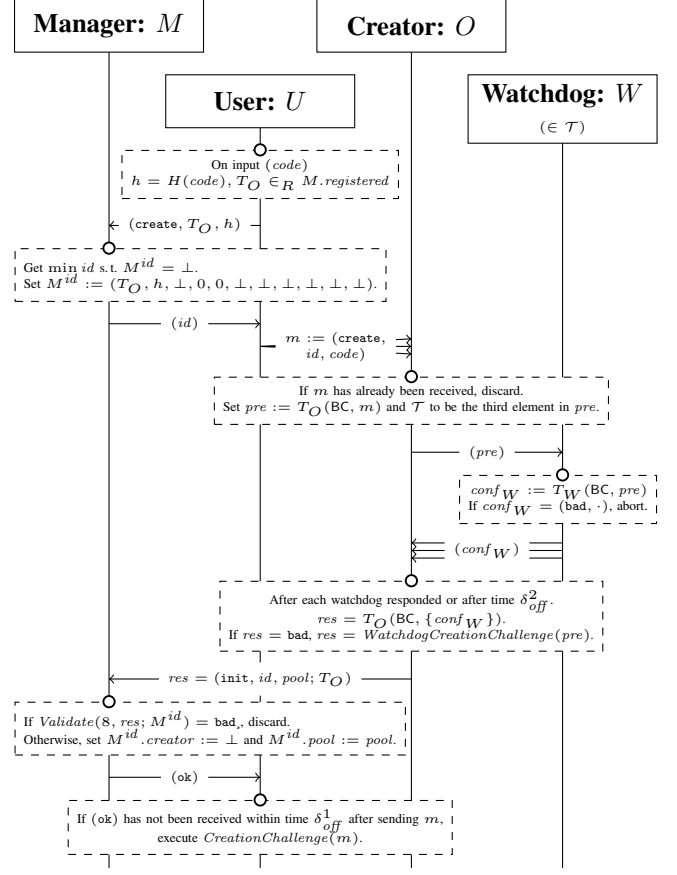 Manager: M
Creator: O
User: U
Watchdog: W
(∈ 𝒯)
On input (code)
h = H(code), T_O ∈_R M.registered
(create, T_O, h)
Get min id s.t. M^id = ⊥.
Set M^id := (T_O, h, ⊥, 0, 0, ⊥, ⊥, ⊥, ⊥, ⊥, ⊥).
(id)
m := (create,
id, code)
If m has already been received, discard.
Set pre := T_O(BC, m) and 𝒯 to be the third element in pre.
(pre)
conf_W := T_W(BC, pre)
If conf_W = (bad, ·), abort.
(conf_W)
After each watchdog responded or after time δ^2_off.
res = T_O(BC, {conf_W}).
If res = bad, res = WatchdogCreationChallenge(pre).
res = (init, id, pool; T_O)
If Validate(8, res; M^id) = bad, discard.
Otherwise, set M^id.creator := ⊥ and M^id.pool := pool.
(ok)
If (ok) has not been received within time δ^1_off after sending m,
execute CreationChallenge(m).